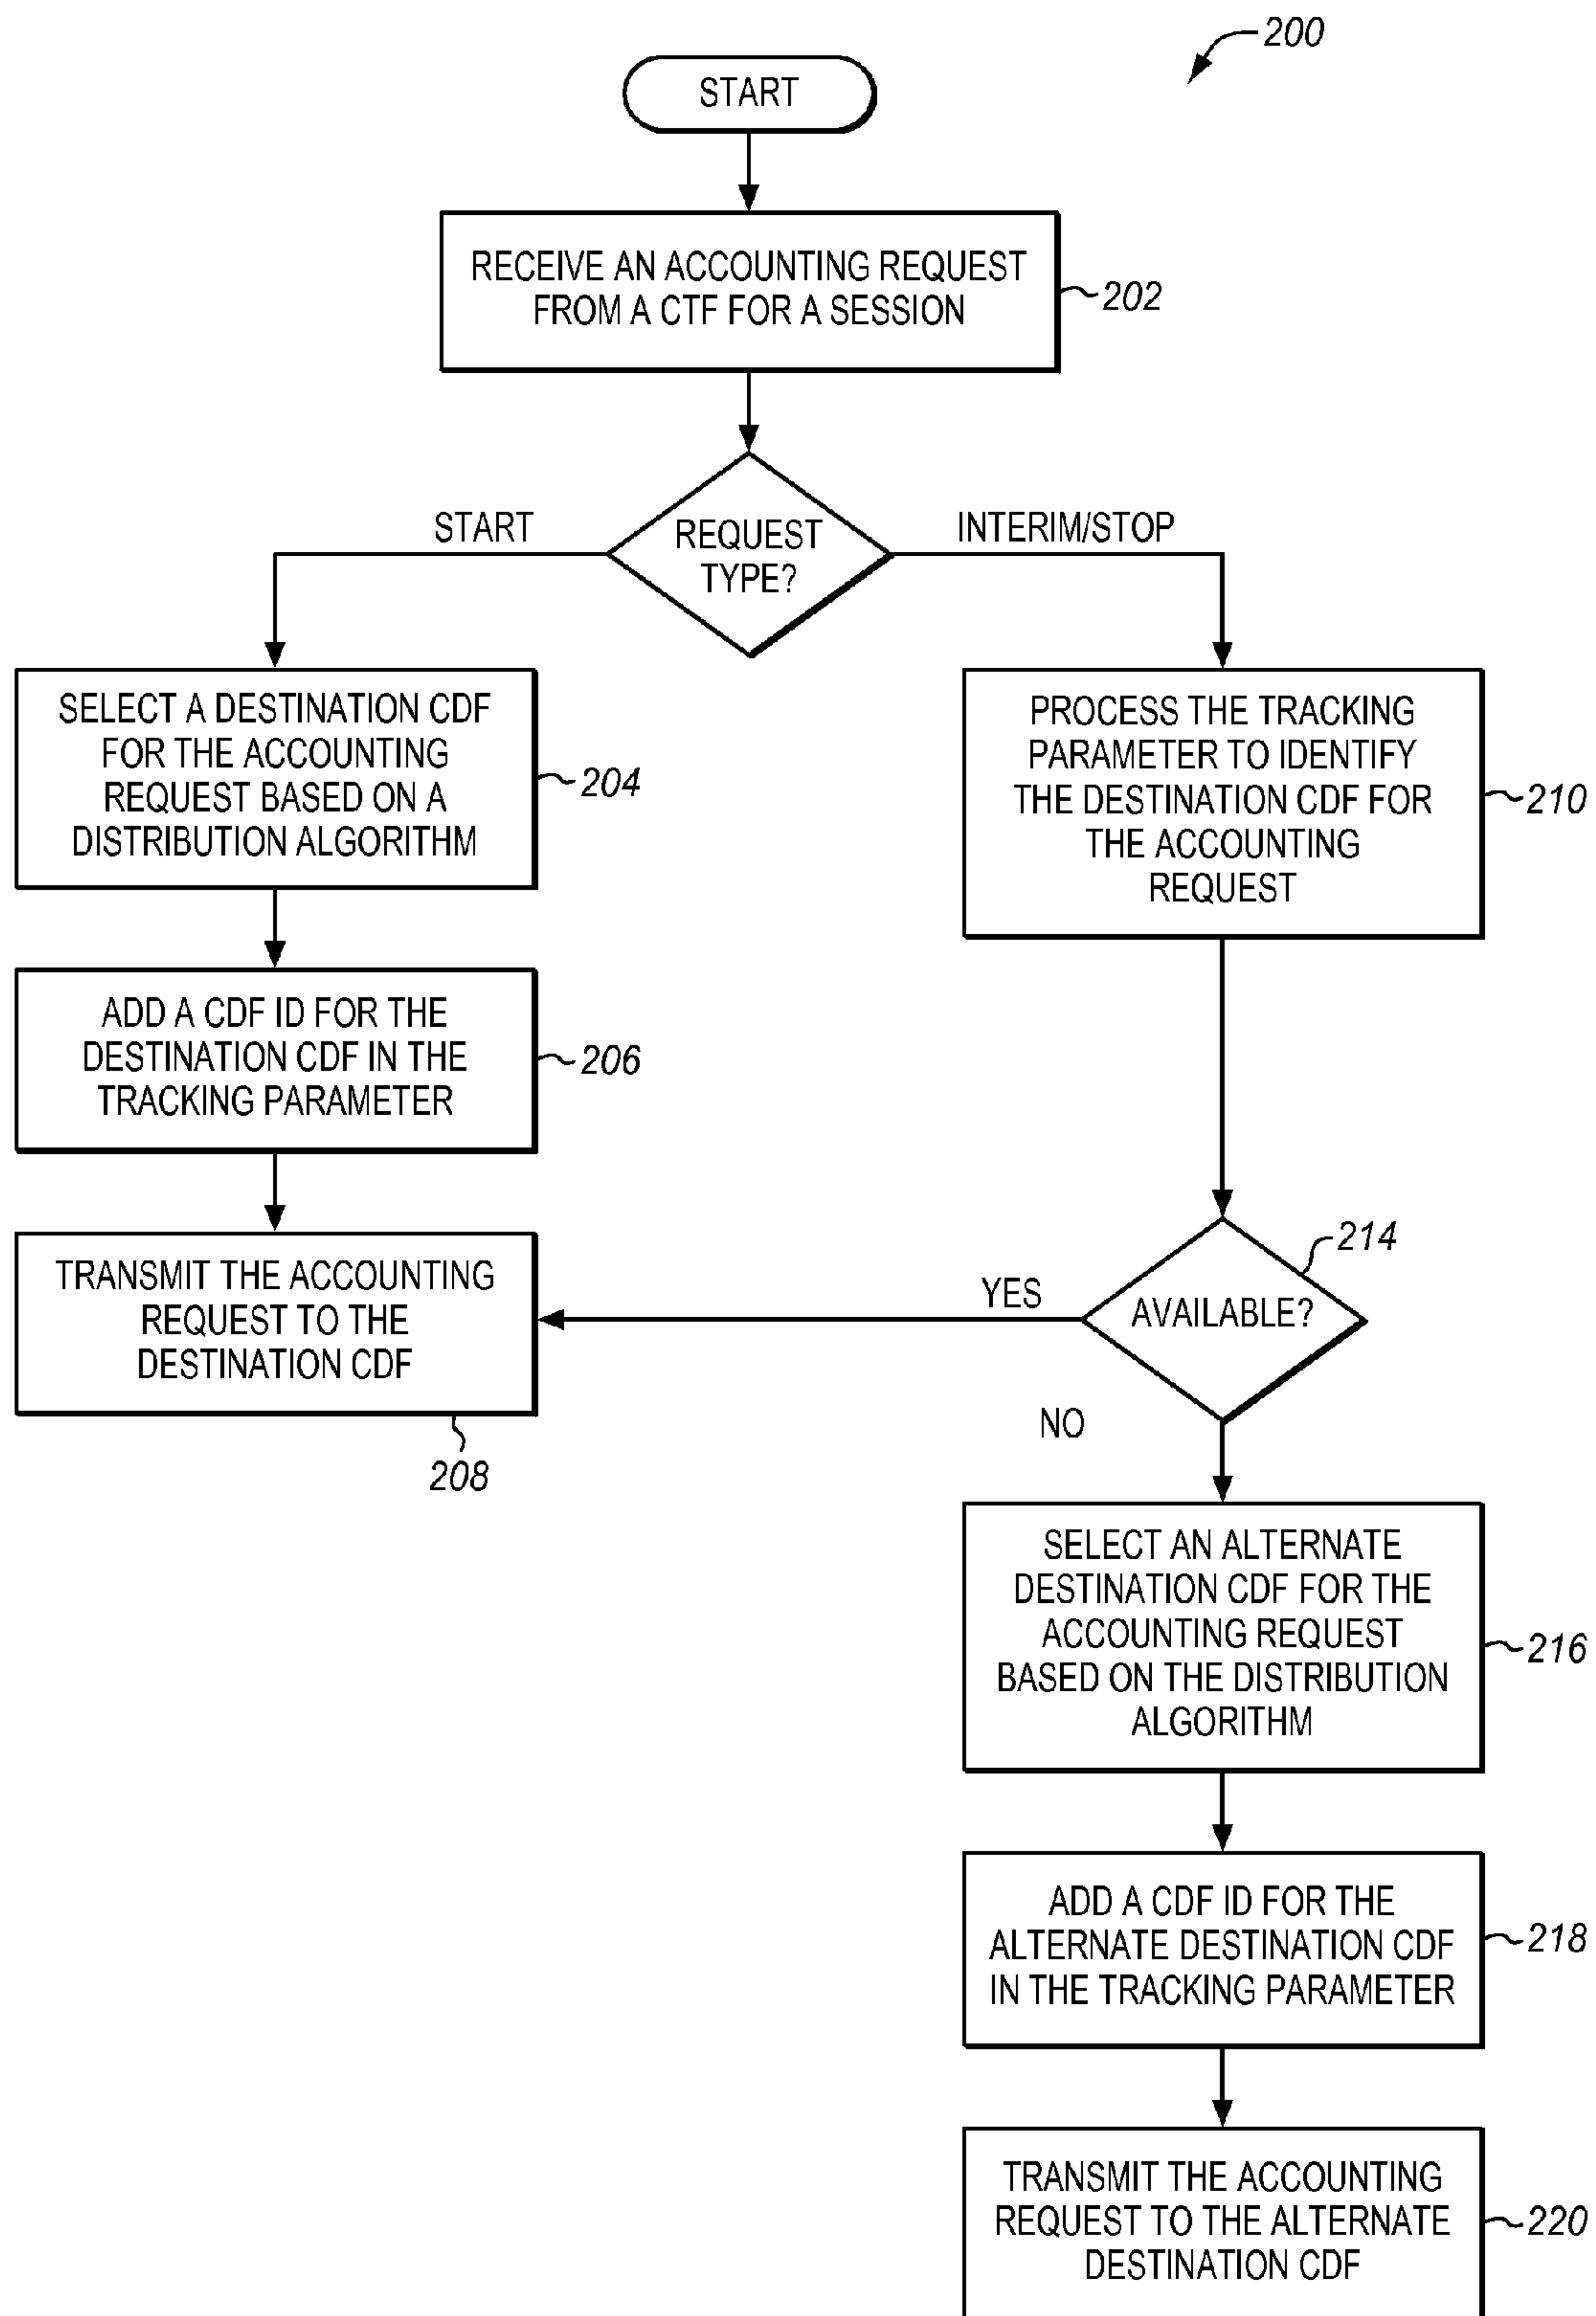 200
START
RECEIVE AN ACCOUNTING REQUEST
FROM A CTF FOR A SESSION
202
REQUEST
TYPE?
START
INTERIM/STOP
SELECT A DESTINATION CDF
FOR THE ACCOUNTING
REQUEST BASED ON A
DISTRIBUTION ALGORITHM
204
ADD A CDF ID FOR THE
DESTINATION CDF IN THE
TRACKING PARAMETER
206
TRANSMIT THE ACCOUNTING
REQUEST TO THE
DESTINATION CDF
208
PROCESS THE TRACKING
PARAMETER TO IDENTIFY
THE DESTINATION CDF FOR
THE ACCOUNTING
REQUEST
210
214
AVAILABLE?
YES
NO
SELECT AN ALTERNATE
DESTINATION CDF FOR THE
ACCOUNTING REQUEST
BASED ON THE DISTRIBUTION
ALGORITHM
216
ADD A CDF ID FOR THE
ALTERNATE DESTINATION CDF
IN THE TRACKING PARAMETER
218
TRANSMIT THE ACCOUNTING
REQUEST TO THE ALTERNATE
DESTINATION CDF
220